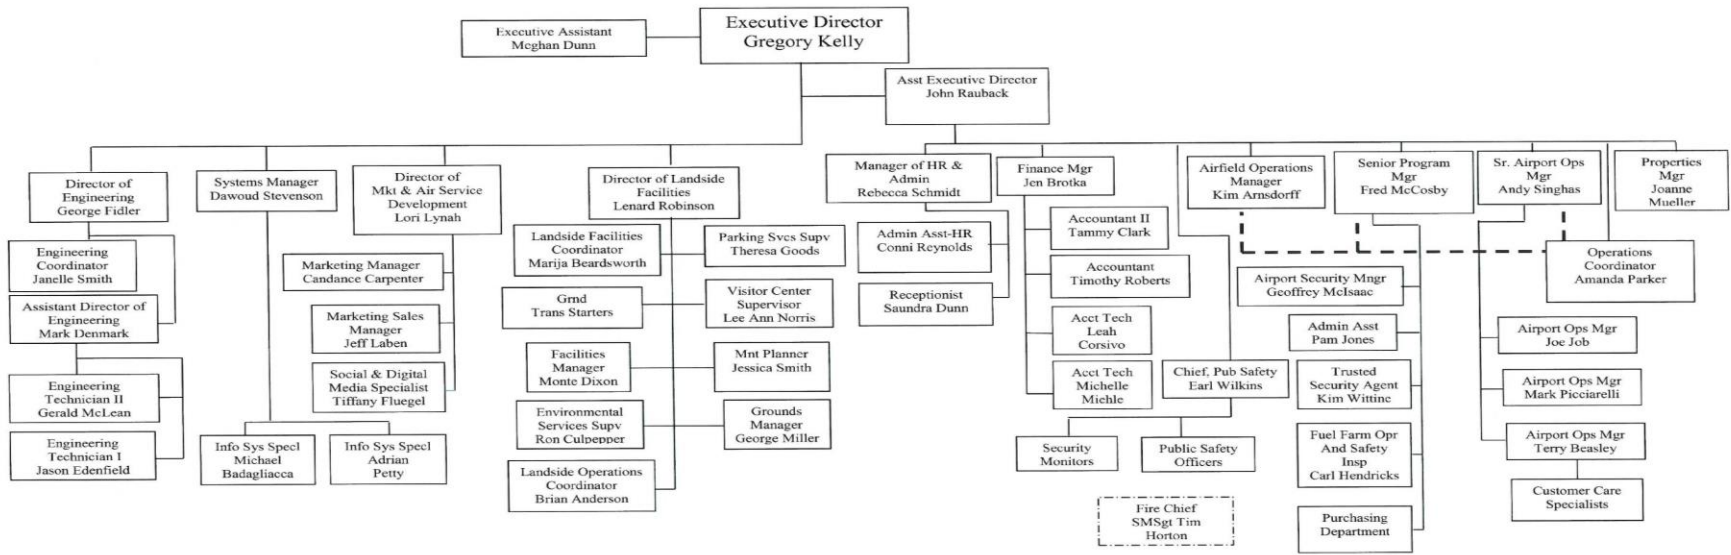 Executive Director
Gregory Kelly
Executive Assistant
Meghan Dunn
Asst Executive Director
John Rauback
Director of
Engineering
George Fidler
Systems Manager
Dawoud Stevenson
Director of
Mkt & Air Service
Development
Lori Lynah
Director of Landside
Facilities
Lenard Robinson
Manager of HR &
Admin
Rebecca Schmidt
Finance Mgr
Jen Brotka
Airfield Operations
Manager
Kim Arnsdorff
Senior Program
Mgr
Fred McCosby
Sr. Airport Ops
Mgr
Andy Singhas
Properties
Mgr
Joanne
Mueller
Engineering
Coordinator
Janelle Smith
Assistant Director of
Engineering
Mark Denmark
Engineering
Technician II
Gerald McLean
Engineering
Technician I
Jason Edenfield
Info Sys Specl
Michael
Badagliacca
Info Sys Specl
Adrian
Petty
Marketing Manager
Candance Carpenter
Marketing Sales
Manager
Jeff Laben
Social & Digital
Media Specialist
Tiffany Fluegel
Landside Facilities
Coordinator
Marija Beardsworth
Parking Svcs Supv
Theresa Goods
Grnd
Trans Starters
Visitor Center
Supervisor
Lee Ann Norris
Facilities
Manager
Monte Dixon
Mnt Planner
Jessica Smith
Environmental
Services Supv
Ron Culpepper
Grounds
Manager
George Miller
Landside Operations
Coordinator
Brian Anderson
Admin Asst-HR
Conni Reynolds
Receptionist
Saundra Dunn
Accountant II
Tammy Clark
Accountant
Timothy Roberts
Acct Tech
Leah
Corsivo
Acct Tech
Michelle
Miehle
Chief, Pub Safety
Earl Wilkins
Security
Monitors
Public Safety
Officers
Fire Chief
SMSgt Tim
Horton
Airport Security Mngr
Geoffrey McIsaac
Admin Asst
Pam Jones
Trusted
Security Agent
Kim Wittine
Fuel Farm Opr
And Safety
Insp
Carl Hendricks
Purchasing
Department
Operations
Coordinator
Amanda Parker
Airport Ops Mgr
Joe Job
Airport Ops Mgr
Mark Picciarelli
Airport Ops Mgr
Terry Beasley
Customer Care
Specialists